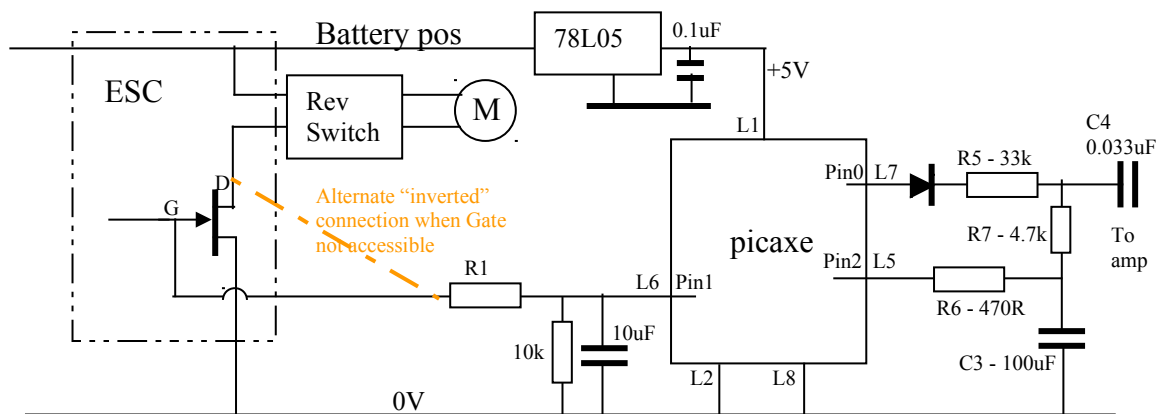 Battery pos
78L05
0.1uF
+5V
ESC
Rev
Switch
M
L1
C4
0.033uF
R5 - 33k
Pin0
L7
D
G
Alternate “inverted”
connection when Gate
not accessible
picaxe
R7 - 4.7k
To
amp
R1
L6
Pin1
Pin2
L5
R6 - 470R
10uF
10k
C3 - 100uF
L2
L8
0V